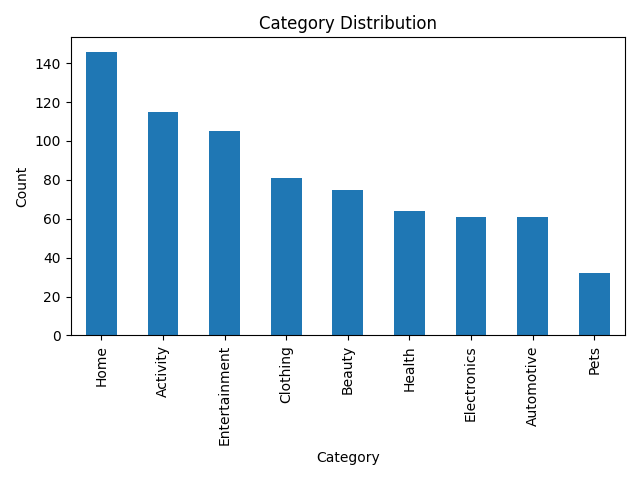 Category Distribution
140
120
100
80
60
40
20
0
Count
Home
Activity
Entertainment
Clothing
Beauty
Health
Electronics
Automotive
Pets
Category